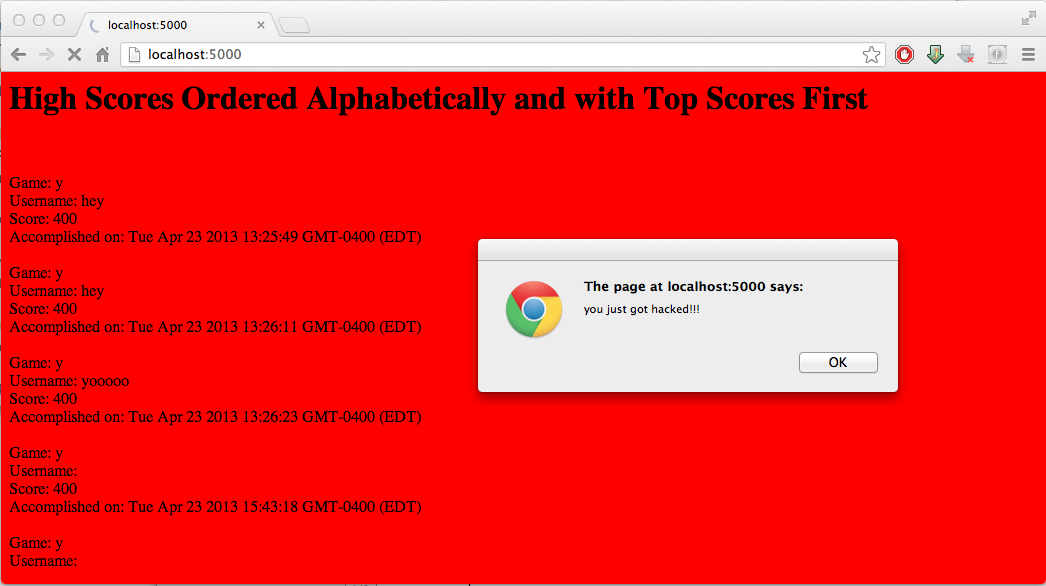 localhost:5000
localhost:5000
High Scores Ordered Alphabetically and with Top Scores First
Game: y
Username: hey
Score: 400
Accomplished on: Tue Apr 23 2013 13:25:49 GMT-0400 (EDT)
Game: y
Username: hey
Score: 400
Accomplished on: Tue Apr 23 2013 13:26:11 GMT-0400 (EDT)
Game: y
Username: yooooo
Score: 400
Accomplished on: Tue Apr 23 2013 13:26:23 GMT-0400 (EDT)
Game: y
Username:
Score: 400
Accomplished on: Tue Apr 23 2013 15:43:18 GMT-0400 (EDT)
Game: y
Username:
The page at localhost:5000 says:
you just got hacked!!!
OK